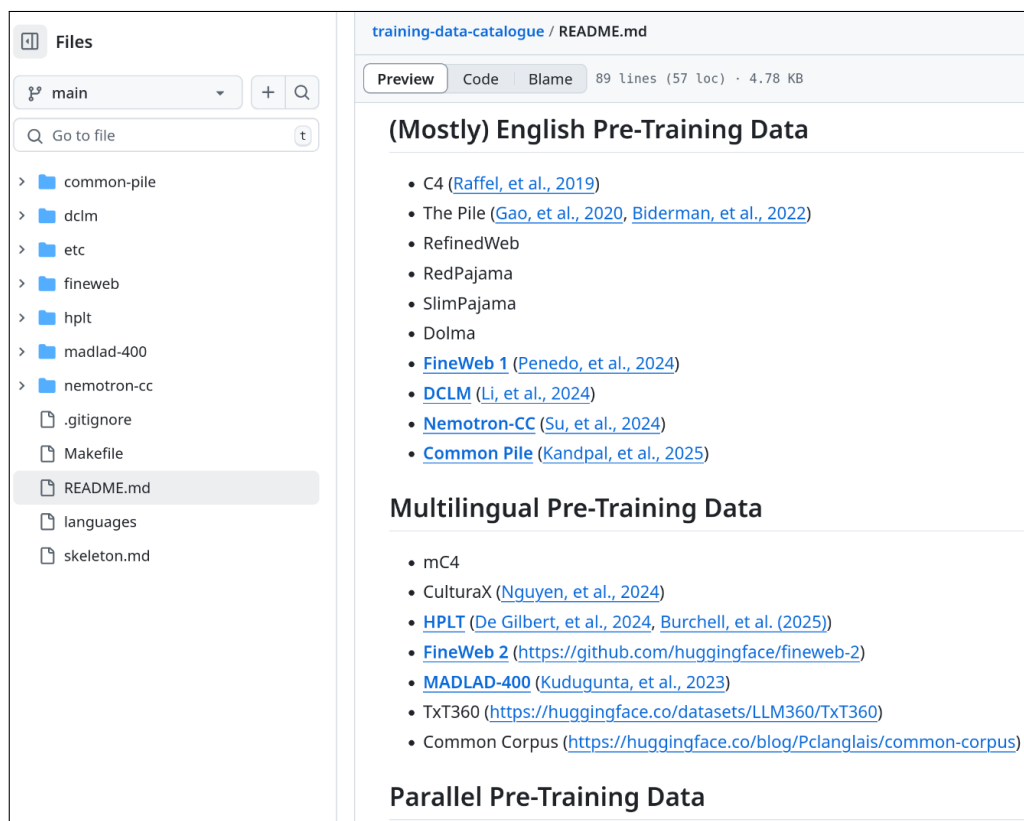 Files
main
Go to file
t
common-pile
dclm
etc
fineweb
hplt
madlad-400
nemotron-cc
.gitignore
Makefile
README.md
languages
skeleton.md
training-data-catalogue / README.md
Preview Code Blame 89 lines (57 loc) · 4.78 KB
(Mostly) English Pre-Training Data
• C4 (Raffel, et al., 2019)
• The Pile (Gao, et al., 2020, Biderman, et al., 2022)
• RefinedWeb
• RedPajama
• SlimPajama
• Dolma
• FineWeb 1 (Penedo, et al., 2024)
• DCLM (Li, et al., 2024)
• Nemotron-CC (Su, et al., 2024)
• Common Pile (Kandpal, et al., 2025)
Multilingual Pre-Training Data
• mC4
• CulturaX (Nguyen, et al., 2024)
• HPLT (De Gilbert, et al., 2024, Burchell, et al. (2025))
• FineWeb 2 (https://github.com/huggingface/fineweb-2)
• MADLAD-400 (Kudugunta, et al., 2023)
• TxT360 (https://huggingface.co/datasets/LLM360/TxT360)
• Common Corpus (https://huggingface.co/blog/Pclanglais/common-corpus)
Parallel Pre-Training Data